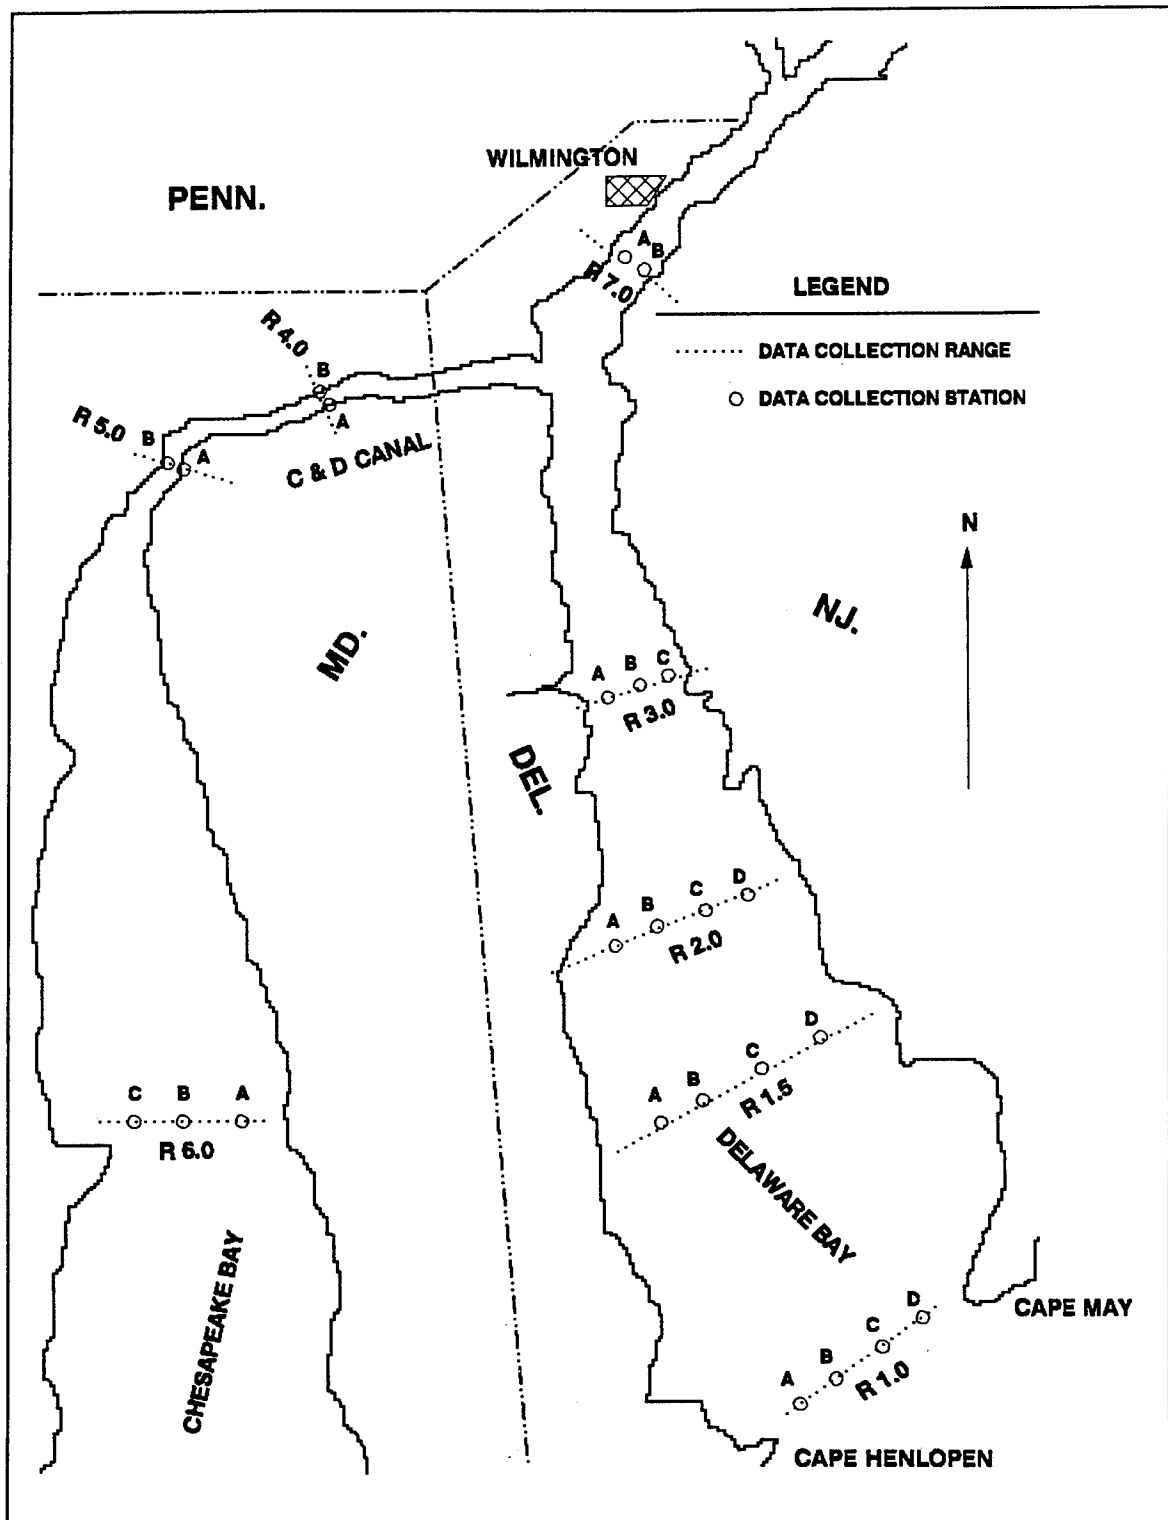 WILMINGTON
PENN.
A
B
R 7.0
LEGEND
DATA COLLECTION RANGE
DATA COLLECTION STATION
R 4.0
B
A
R 5.0
B
A
C & D CANAL
N
NJ.
MD.
A B C
R 3.0
DEL.
A B C D
R 2.0
A B C D
R 1.5
C B A
R 6.0
DELAWARE BAY
CHESAPEAKE BAY
CAPE MAY
A B C D
R 1.0
CAPE HENLOPEN